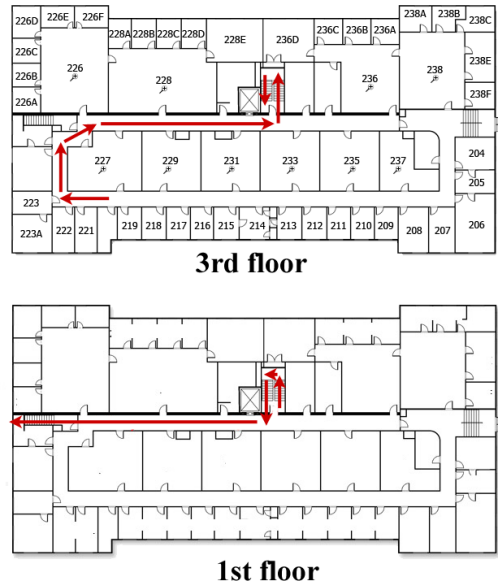 226D 226E 226F 238A 238B 238C
228A 228B 228C 228D 228E 236D 236C 236B 236A
226C 238E
226 228 236 238
226B
226A 238F
227 229 231 233 235 237 204
205
223
223A 222 221 219 218 217 216 215 214 213 212 211 210 209 208 207 206
3rd floor
1st floor